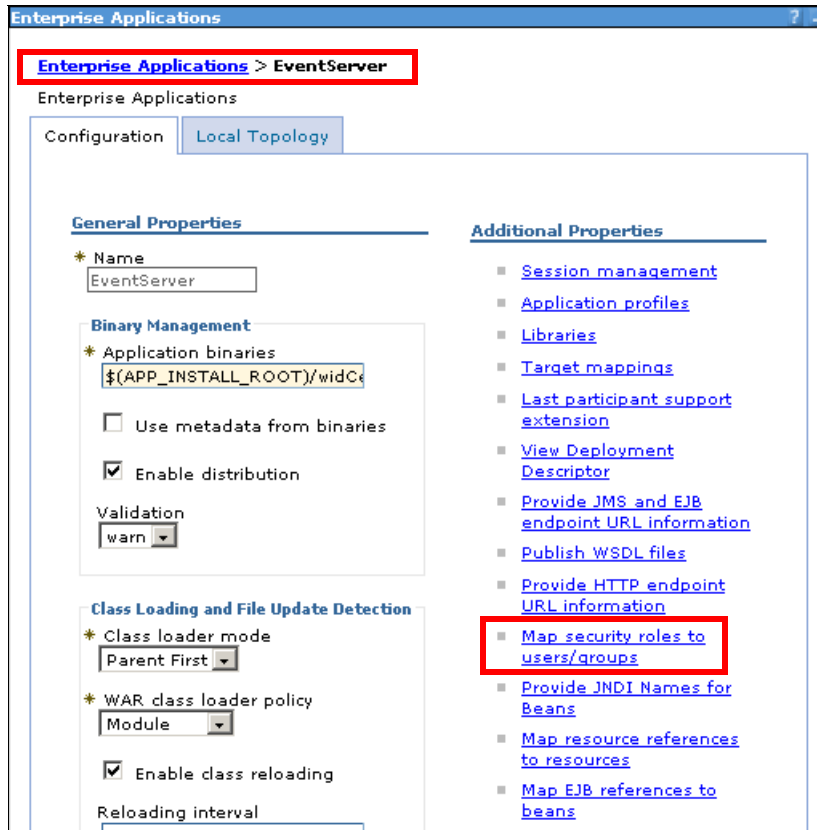 Enterprise Applications ? -
Enterprise Applications > EventServer
Enterprise Applications
Configuration
Local Topology
General Properties
* Name
EventServer
Binary Management
* Application binaries
$(APP_INSTALL_ROOT)/widCe
Use metadata from binaries
Enable distribution
Validation
warn
Class Loading and File Update Detection
* Class loader mode
Parent First
* WAR class loader policy
Module
Enable class reloading
Reloading interval
Additional Properties
Session management
Application profiles
Libraries
Target mappings
Last participant support
extension
View Deployment
Descriptor
Provide JMS and EJB
endpoint URL information
Publish WSDL files
Provide HTTP endpoint
URL information
Map security roles to
users/groups
Provide JNDI Names for
Beans
Map resource references
to resources
Map EJB references to
beans